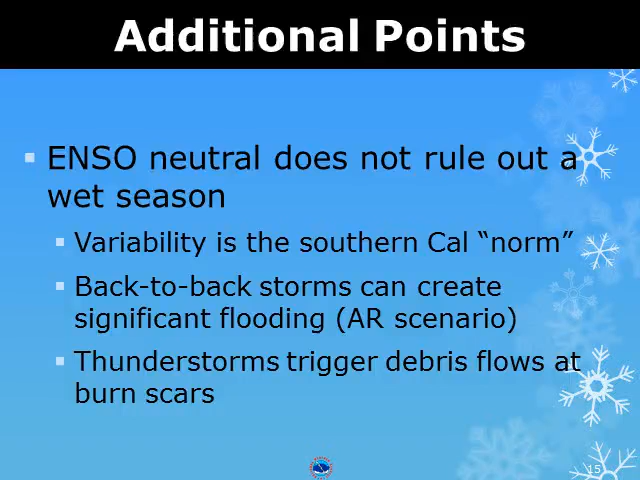 Additional Points
ENSO neutral does not rule out a
wet season
Variability is the southern Cal “norm”
Back-to-back storms can create
significant flooding (AR scenario)
Thunderstorms trigger debris flows at
burn scars
15